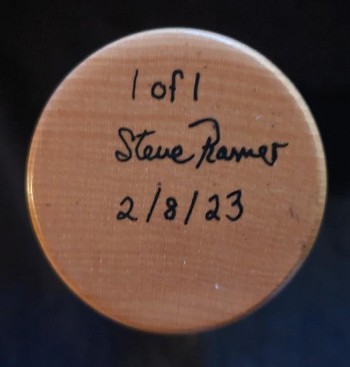 1 of 1
Steve Ramer
2/8/23